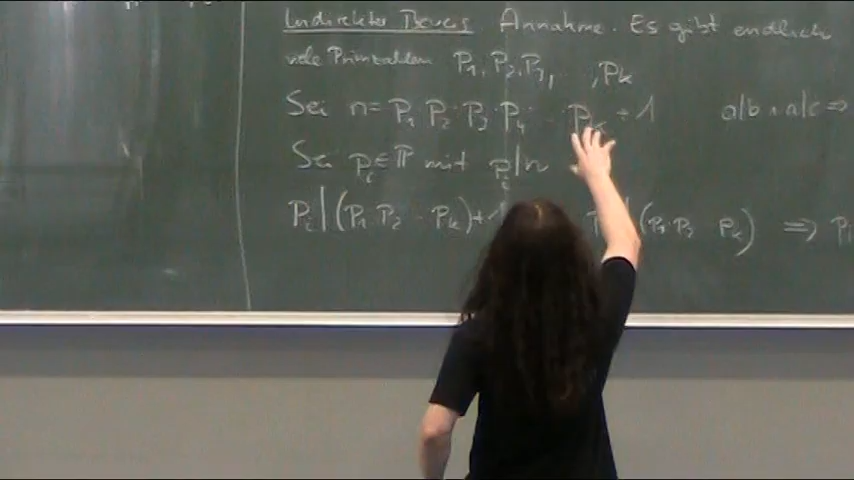 Indirekter Beweis Annahme. Es gibt endlich
viele Primzahlen P₁, P₂, P₃, ..., Pk
Sei n = P₁ · P₂ · P₃ · P₄ · ... · Pk + 1 a|b ∧ a|c ⇒
Sei Pᵢ ∈ ℙ mit Pᵢ|n
Pᵢ | (P₁ · P₂ · ... · Pk) + 1 (P₁ · P₂ ... Pk) ⇒ Pᵢ